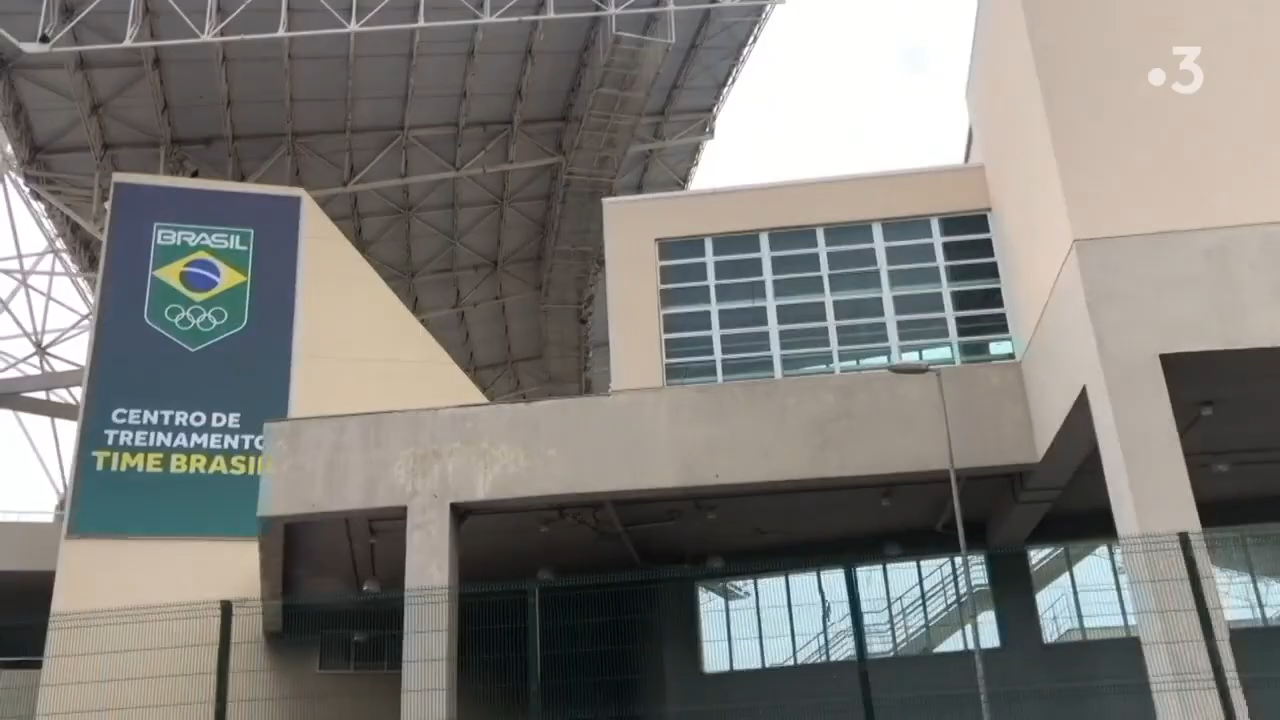 3
BRASIL
CENTRO DE
TREINAMENTO
TIME BRASIL